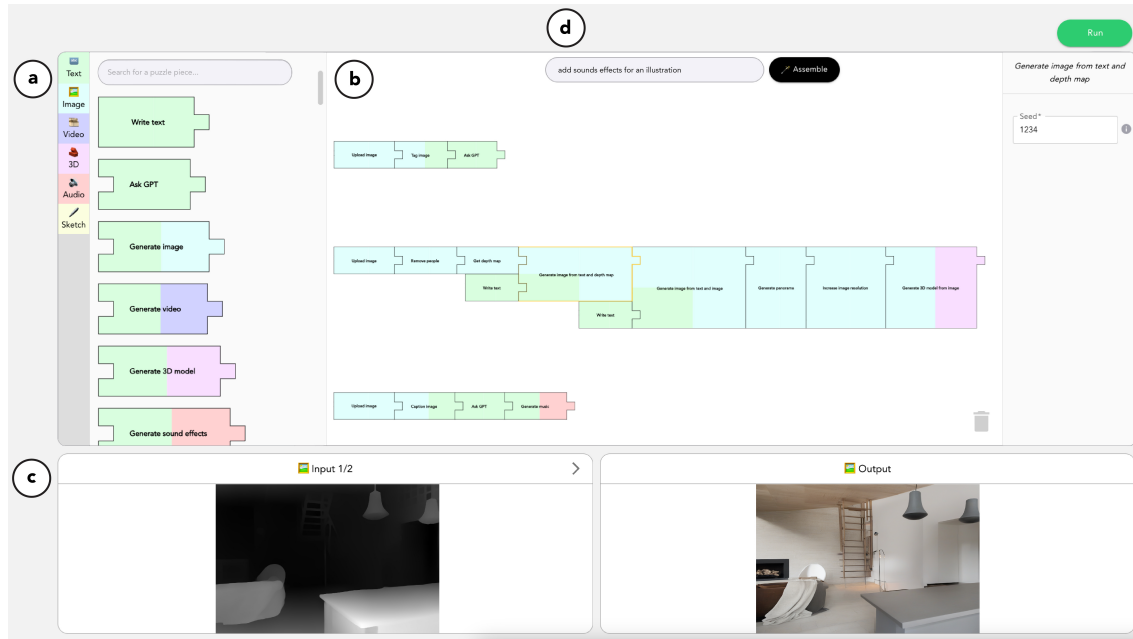 d
Run
a
Text
Image
Video
3D
Audio
Sketch
Search for a puzzle piece...
Write text
Ask GPT
Generate image
Generate video
Generate 3D model
Generate sound effects
b
add sounds effects for an illustration
Assemble
Upload image
Tag image
Ask GPT
Upload image
Remove people
Get depth map
Generate image from text and depth map
Generate image from text and image
Generate panorama
Increase image resolution
Generate 3D model from image
Write text
Write text
Upload image
Caption image
Ask GPT
Generate music
Generate image from text and
depth map
Seed*
1234
i
c
Input 1/2
Output